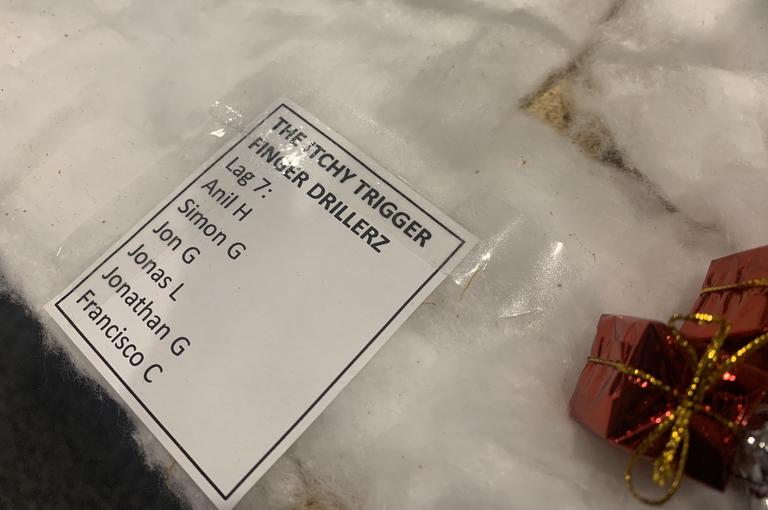 THE ITCHY TRIGGER
FINGER DRILLERZ
Lag 7:
Anil H
Simon G
Jon G
Jonas L
Jonathan G
Francisco C